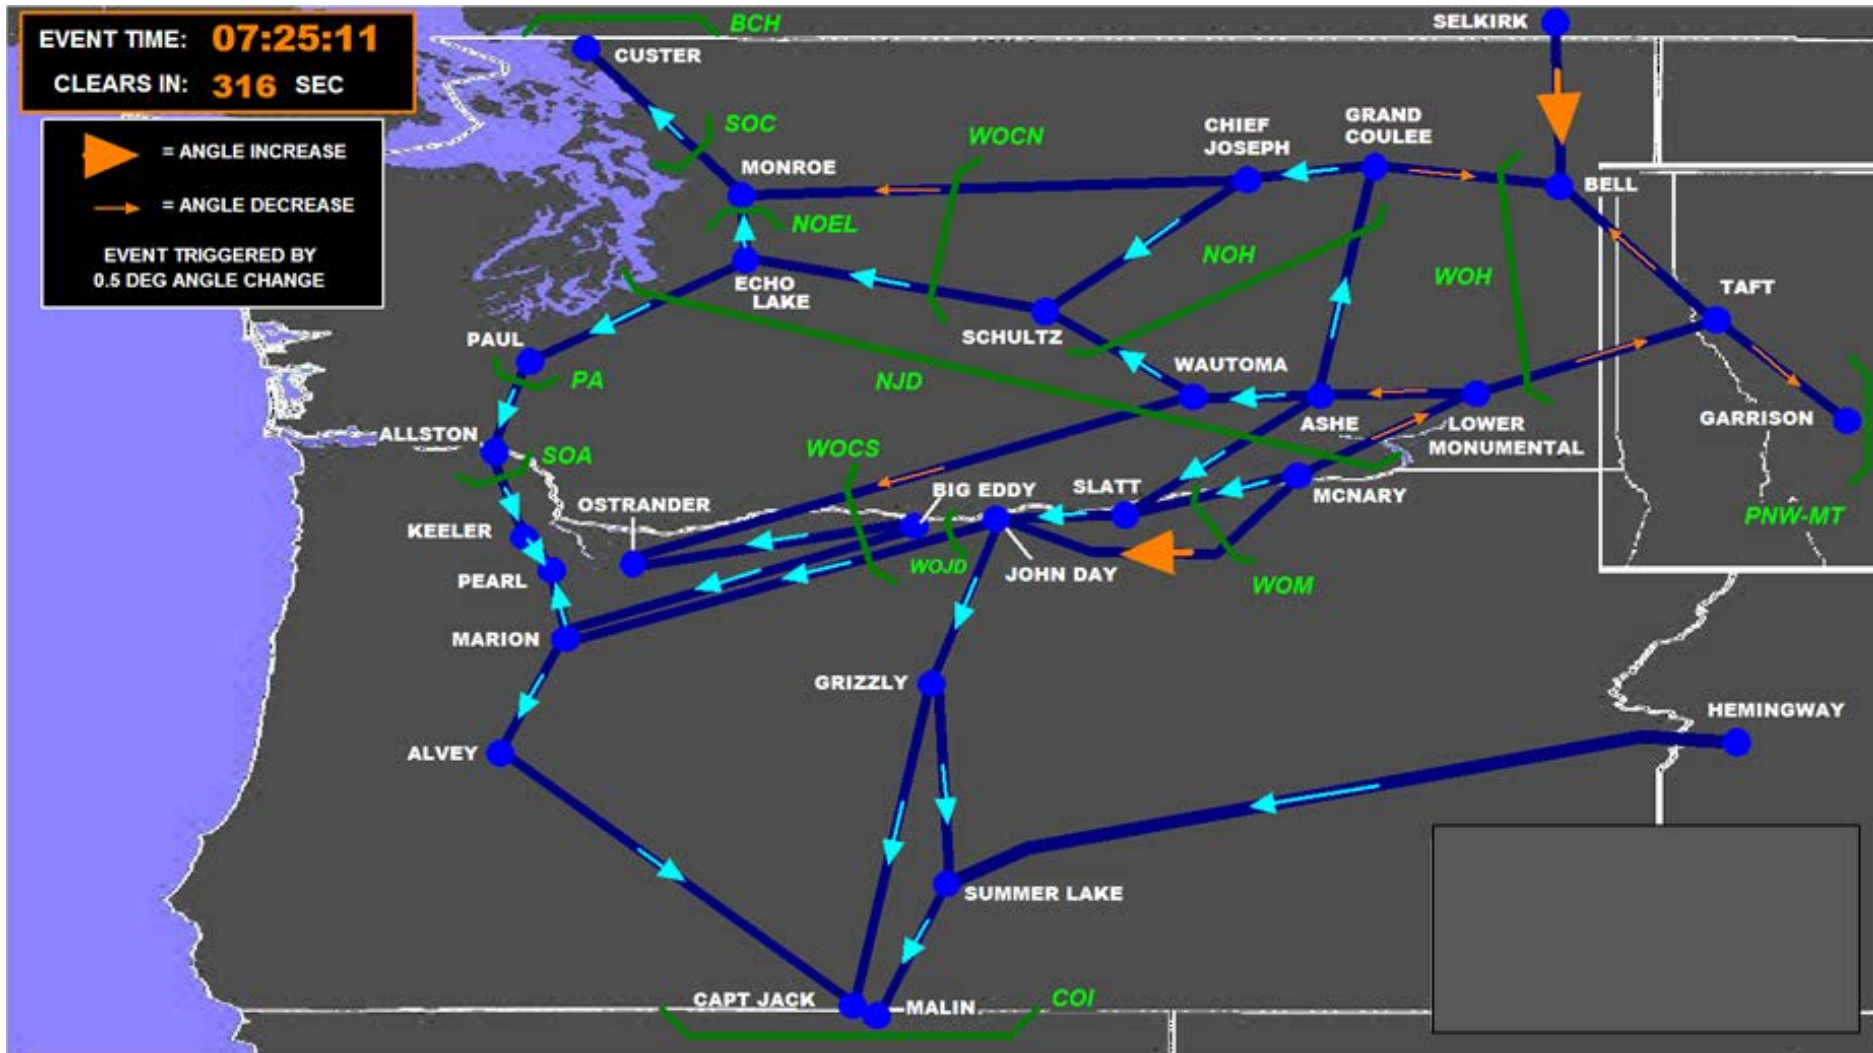 EVENT TIME: 07:25:11
CLEARS IN: 316 SEC
= ANGLE INCREASE
= ANGLE DECREASE
EVENT TRIGGERED BY
0.5 DEG ANGLE CHANGE
BCH
SELKIRK
CUSTER
SOC
WOCN
CHIEF
JOSEPH
GRAND
COULEE
MONROE
BELL
NOEL
NOH
WOH
ECHO
LAKE
TAFT
PAUL
SCHULTZ
PA
NJD
WAUTOMA
ALLSTON
ASHE
LOWER
MONUMENTAL
GARRISON
SOA
WOCS
OSTRANDER
BIG EDDY
SLATT
MCNARY
PNW-MT
KEELER
WOJD
JOHN DAY
WOM
PEARL
MARION
GRIZZLY
HEMINGWAY
ALVEY
SUMMER LAKE
CAPT JACK
MALIN
COI